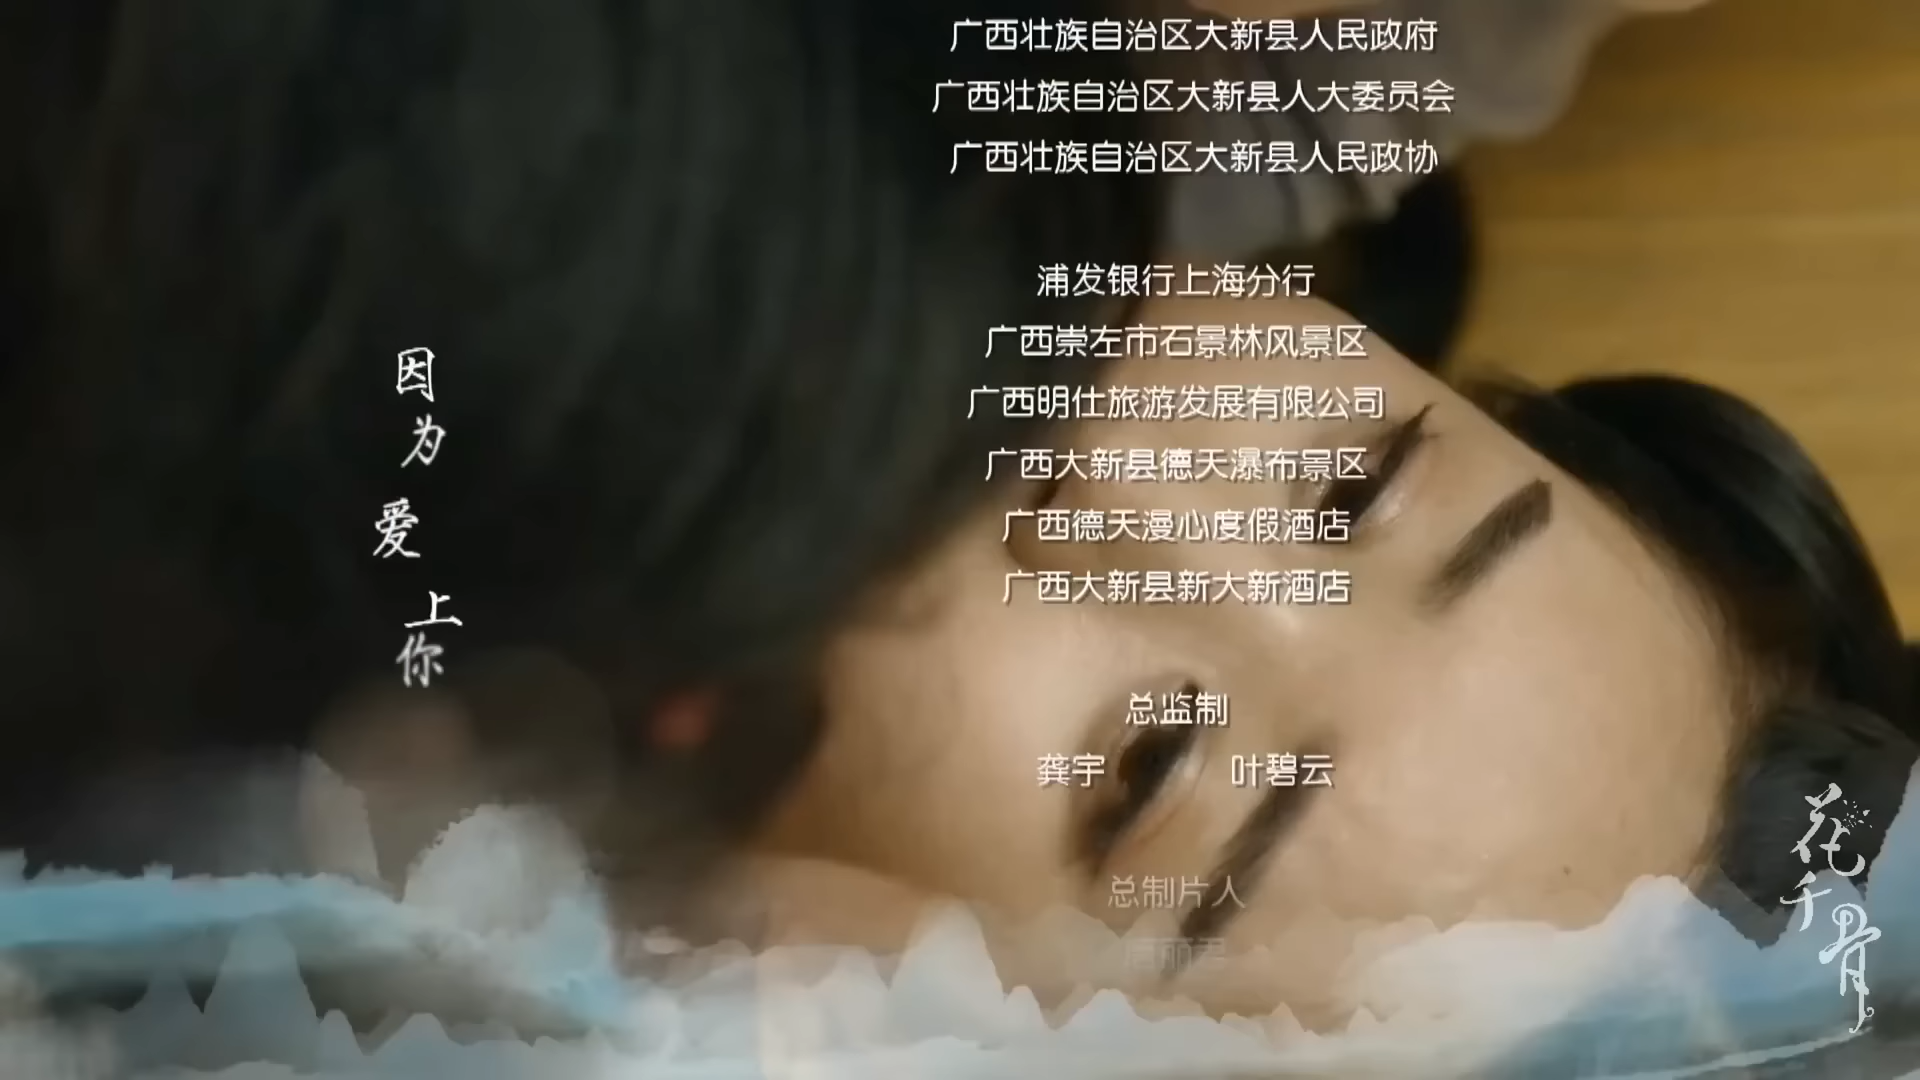 广西壮族自治区大新县人民政府
广西壮族自治区大新县人大委员会
广西壮族自治区大新县人民政协
浦发银行上海分行
广西崇左市石景林风景区
广西明仕旅游发展有限公司
广西大新县德天瀑布景区
广西德天漫心度假酒店
广西大新县新大新酒店
总监制
龚宇 叶碧云
总制片人
因为爱上你
花千骨